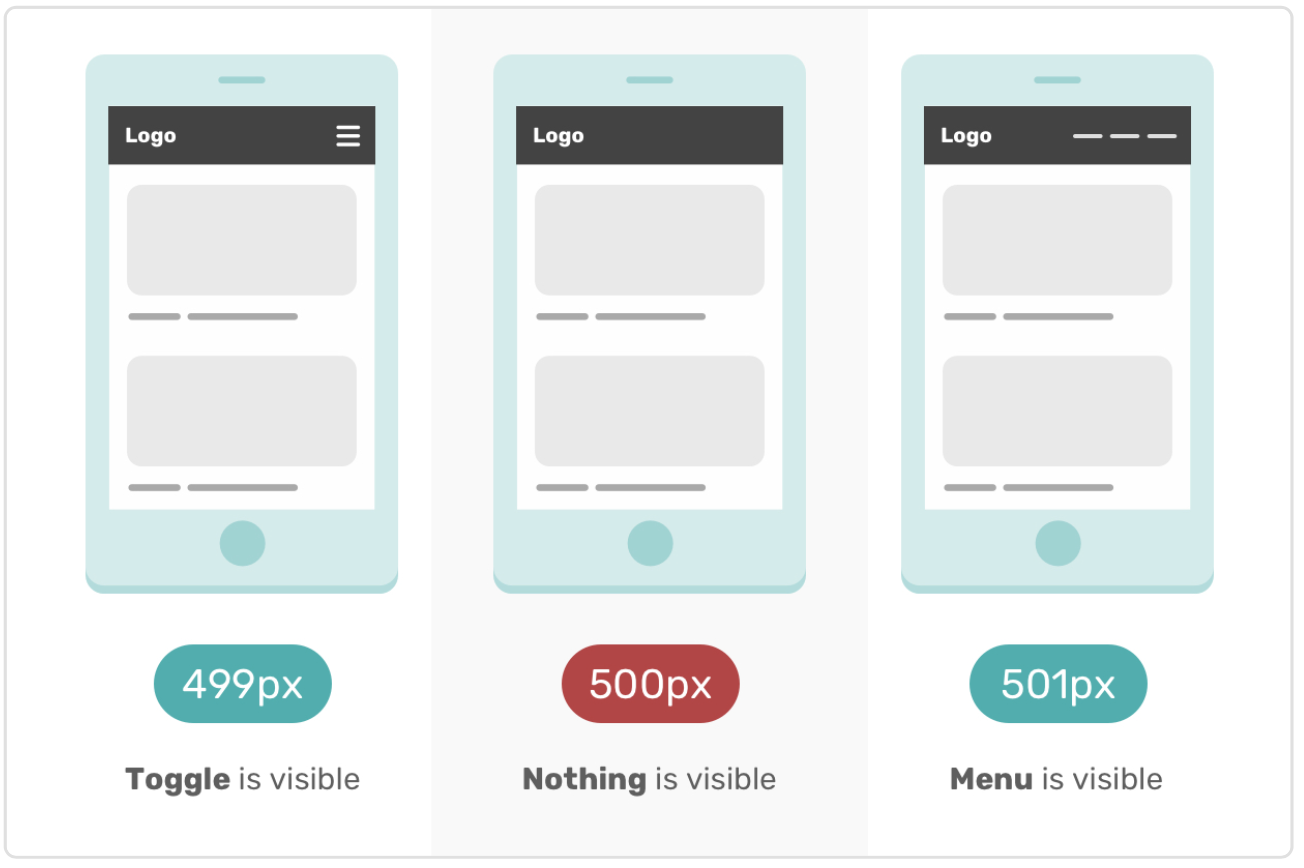 Logo
Logo
Logo
499px
500px
501px
Toggle is visible
Nothing is visible
Menu is visible